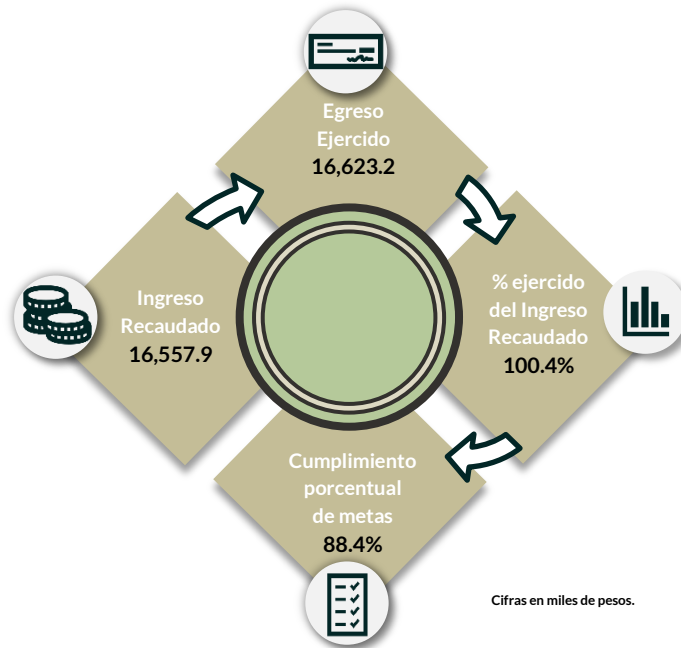 Egreso
Ejercido
16,623.2
Ingreso
Recaudado
16,557.9
% ejercido
del Ingreso
Recaudado
100.4%
Cumplimiento
porcentual
de metas
88.4%
Cifras en miles de pesos.